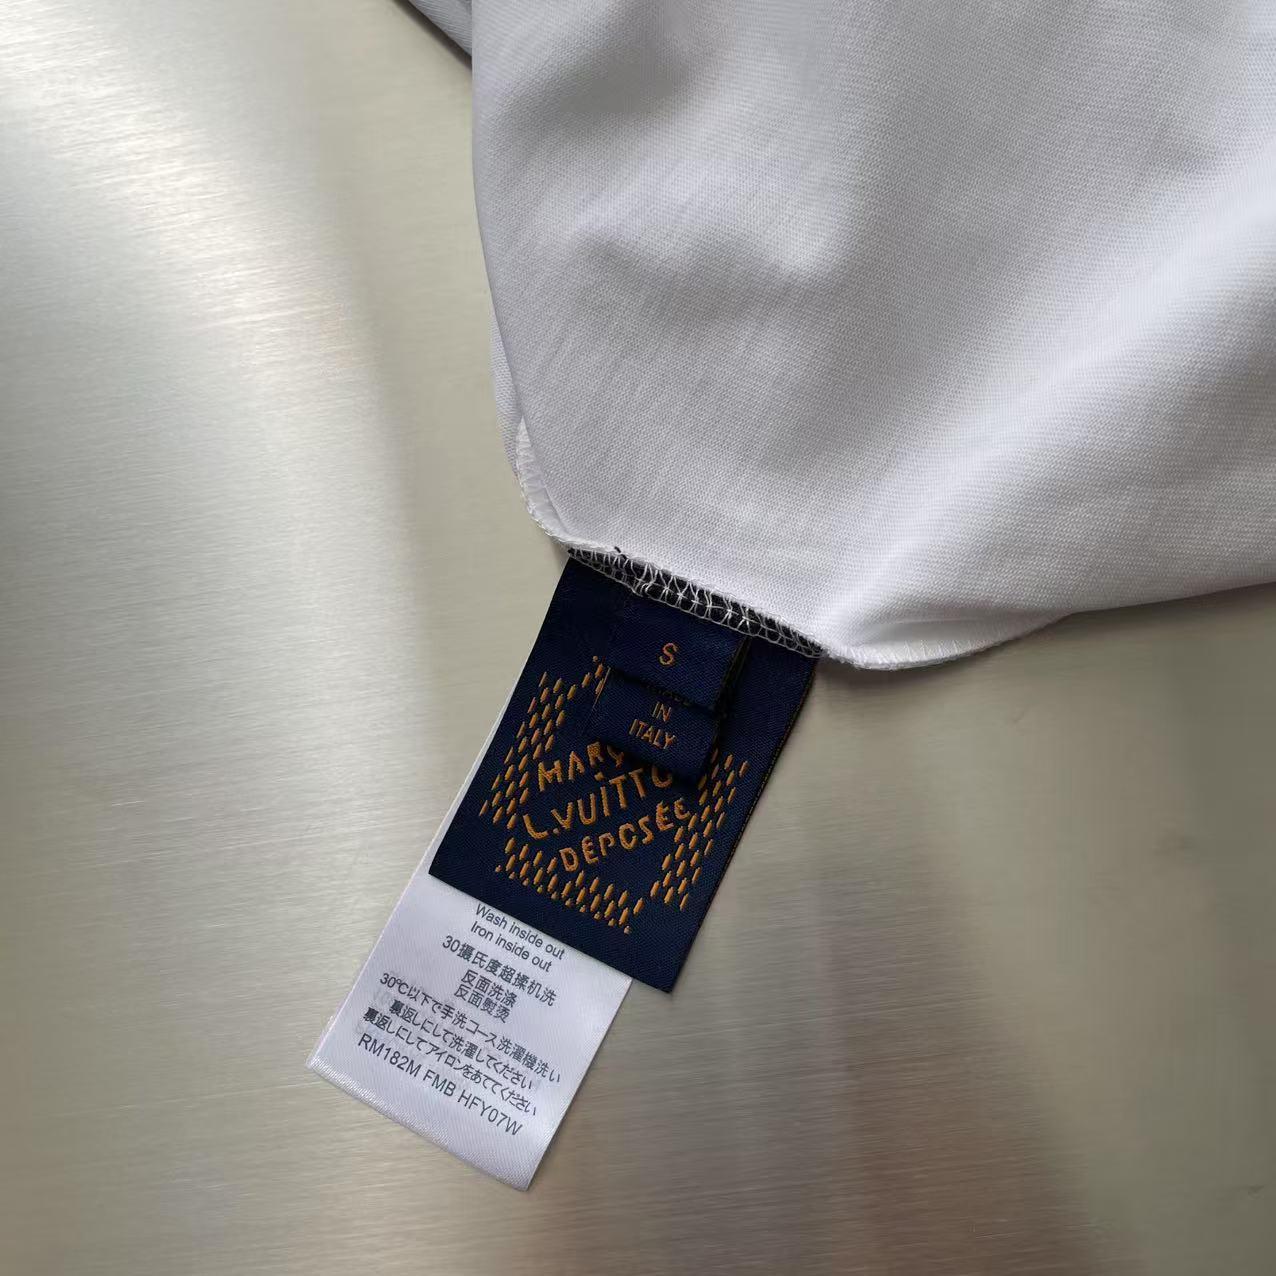 S
IN
ITALY
MARQ
L.VUITTO
DEPOSÉE
Wash inside out
Iron inside out
30攝氏度超揉机洗
反面洗涤
反面熨烫
30℃以下で手洗コース洗濯機洗い
裏返しにして洗濯してください
裏返しにしてアイロンをあててください
RM182M FMB HFY07W